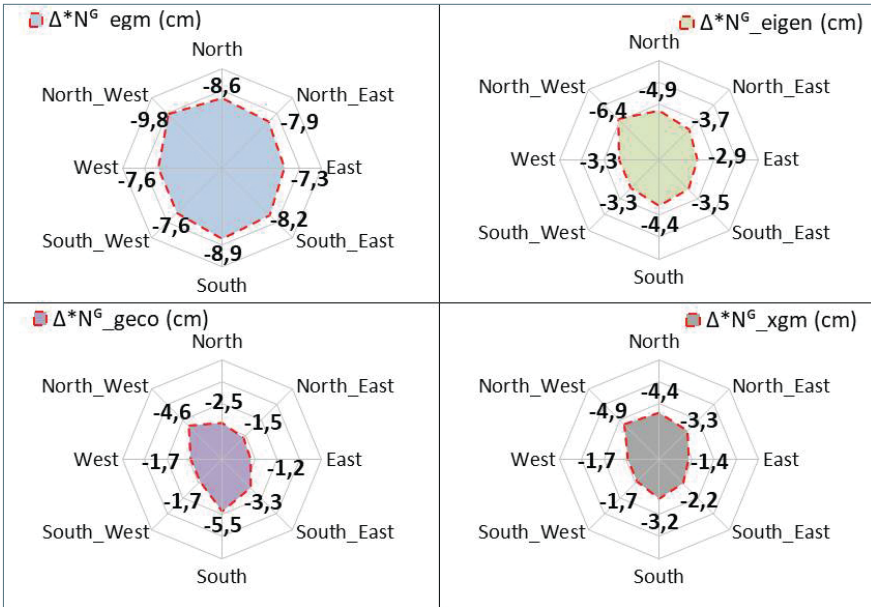 Δ*Nᴳ egm (cm)
North
-8,6
North_West
North_East
-9,8
-7,9
West
East
-7,6
-7,3
-7,6
-8,2
South_West
South_East
-8,9
South
Δ*Nᴳ_eigen (cm)
North
-4,9
North_West
North_East
-6,4
-3,7
West
-3,3
-2,9
East
-3,3
-3,5
South_West
South_East
-4,4
South
Δ*Nᴳ_geco (cm)
North
North_West
North_East
-4,6
-2,5
-1,5
West
-1,7
-1,2
East
-1,7
-3,3
South_West
South_East
-5,5
South
Δ*Nᴳ_xgm (cm)
North
North_West
North_East
-4,9
-4,4
-3,3
West
-1,7
-1,4
East
-1,7
-2,2
South_West
South_East
-3,2
South